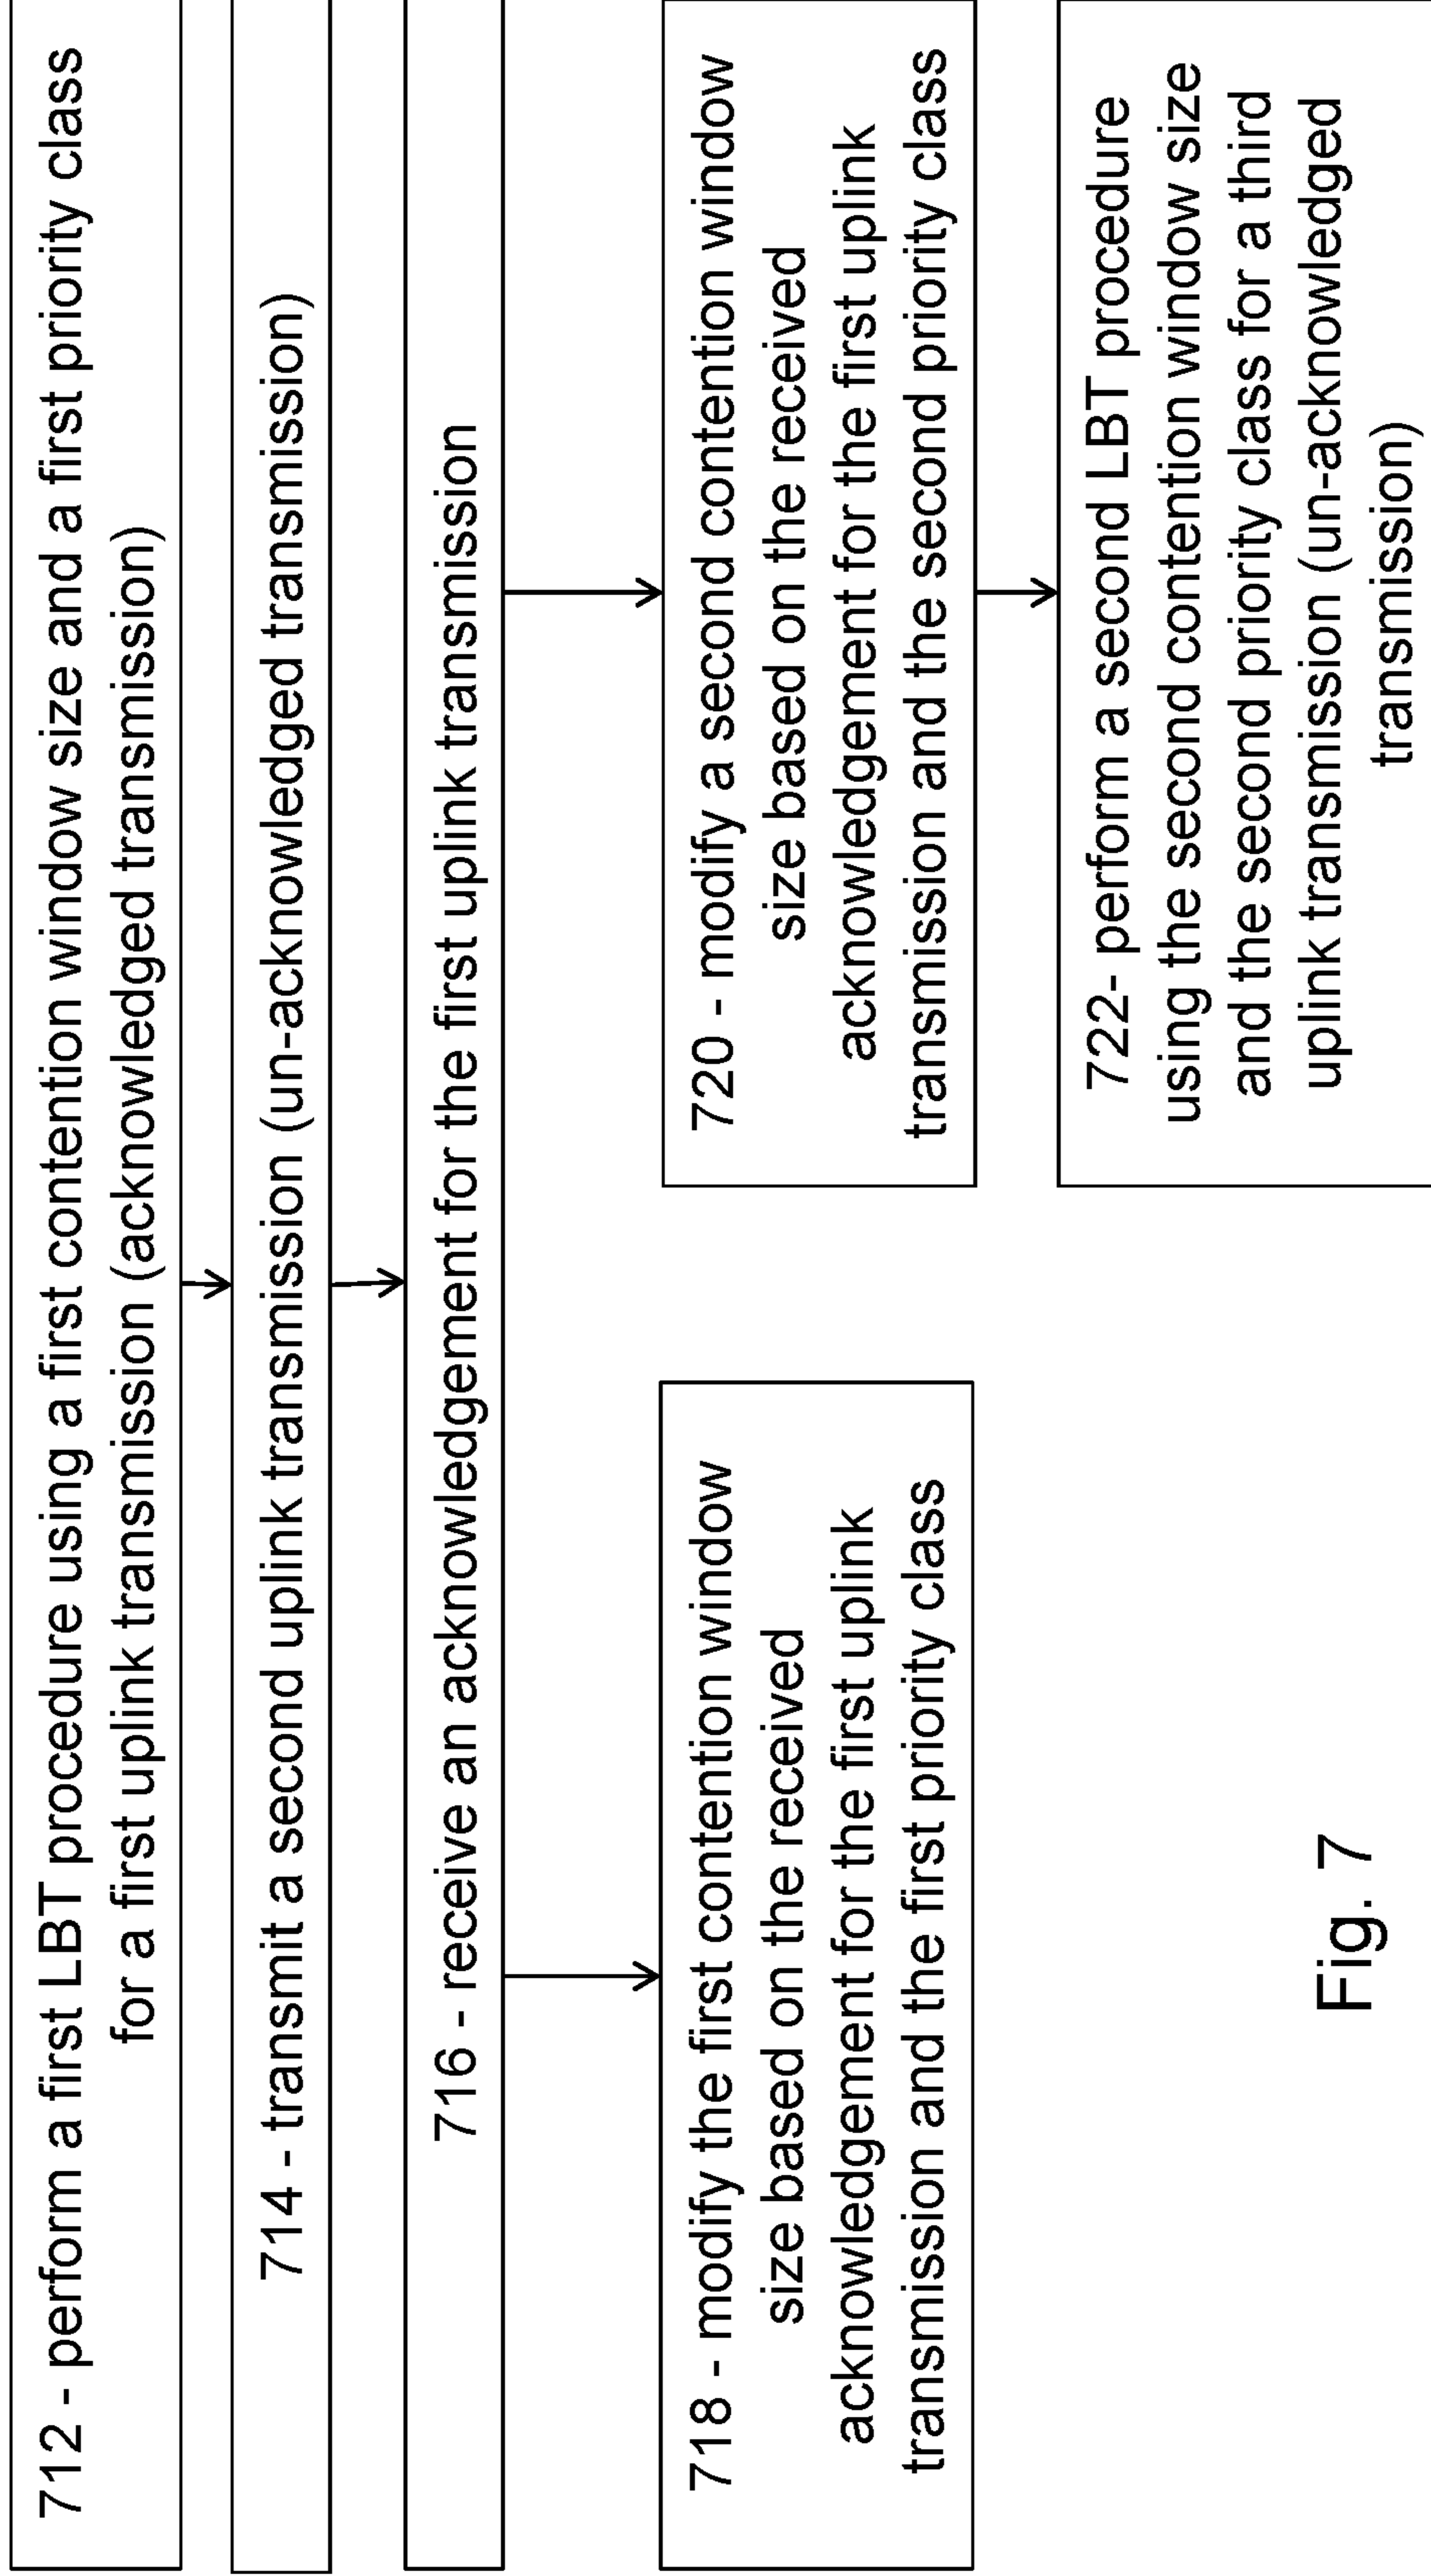 712 - perform a first LBT procedure using a first contention window size and a first priority class
for a first uplink transmission (acknowledged transmission)
714 - transmit a second uplink transmission (un-acknowledged transmission)
716 - receive an acknowledgement for the first uplink transmission
718 - modify the first contention window
size based on the received
acknowledgement for the first uplink
transmission and the first priority class
720 - modify a second contention window
size based on the received
acknowledgement for the first uplink
transmission and the second priority class
722- perform a second LBT procedure
using the second contention window size
and the second priority class for a third
uplink transmission (un-acknowledged
transmission)
Fig. 7